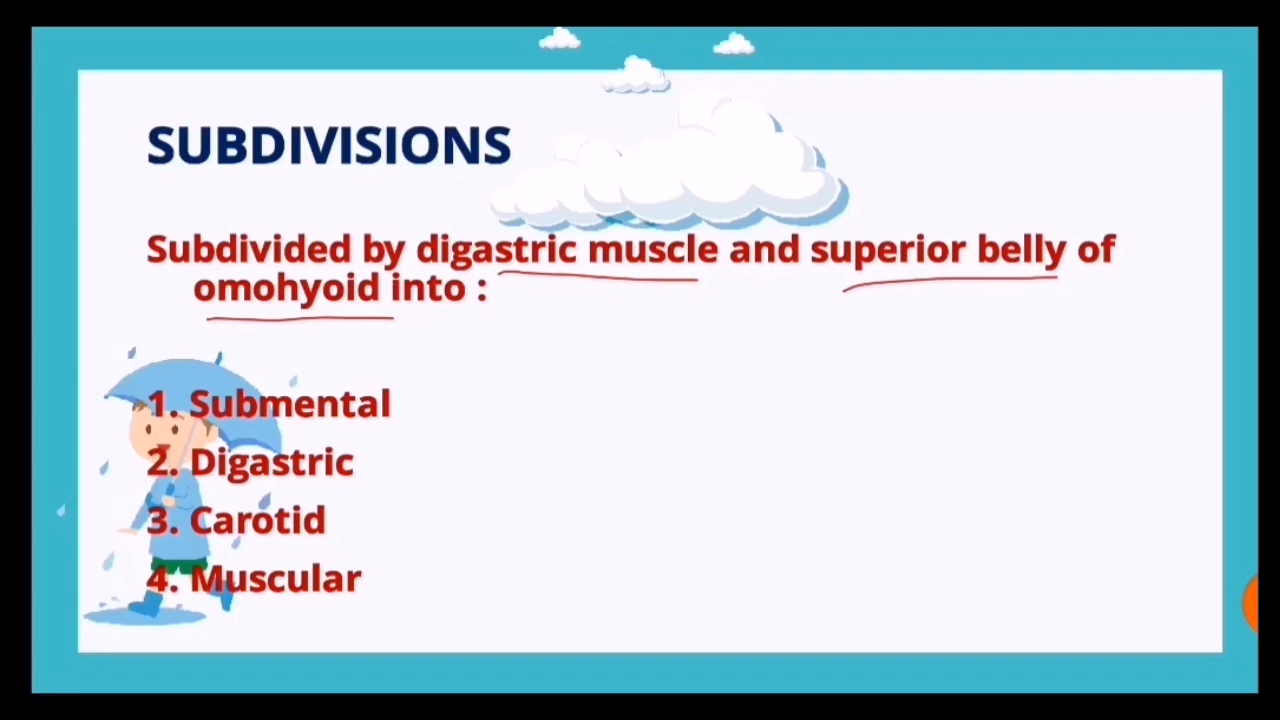 SUBDIVISIONS
Subdivided by digastric muscle and superior belly of
omohyoid into :
1. Submental
2. Digastric
3. Carotid
4. Muscular